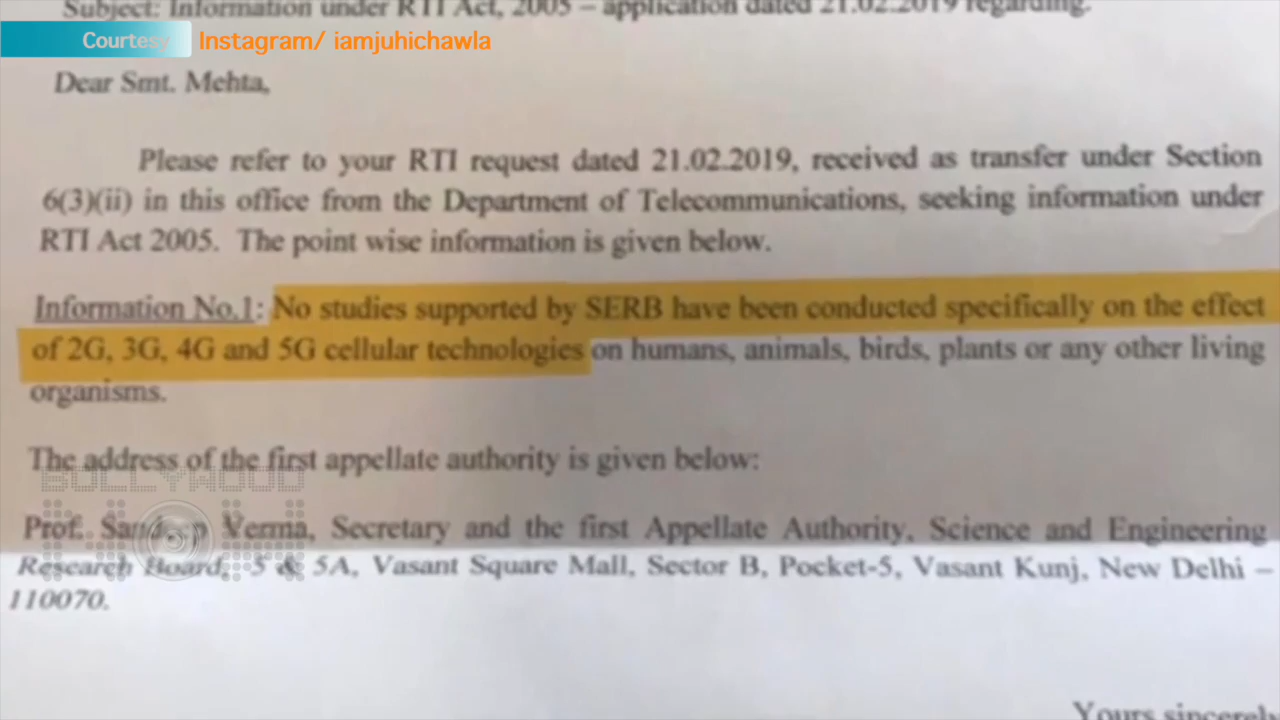 Subject: Information under RTI Act, 2005 – application dated 21.02.2019 regarding.
Courtesy Instagram/ iamjuhichawla
Dear Smt. Mehta,
Please refer to your RTI request dated 21.02.2019, received as transfer under Section
6(3)(ii) in this office from the Department of Telecommunications, seeking information under
RTI Act 2005. The point wise information is given below.
Information No.1: No studies supported by SERB have been conducted specifically on the effect
of 2G, 3G, 4G and 5G cellular technologies on humans, animals, birds, plants or any other living
organisms.
The address of the first appellate authority is given below:
BOLLYWOOD
Prof. Sandeep Verma, Secretary and the first Appellate Authority, Science and Engineering
Research Board, 5 & 5A, Vasant Square Mall, Sector B, Pocket-5, Vasant Kunj, New Delhi –
110070.
Yours sincerely